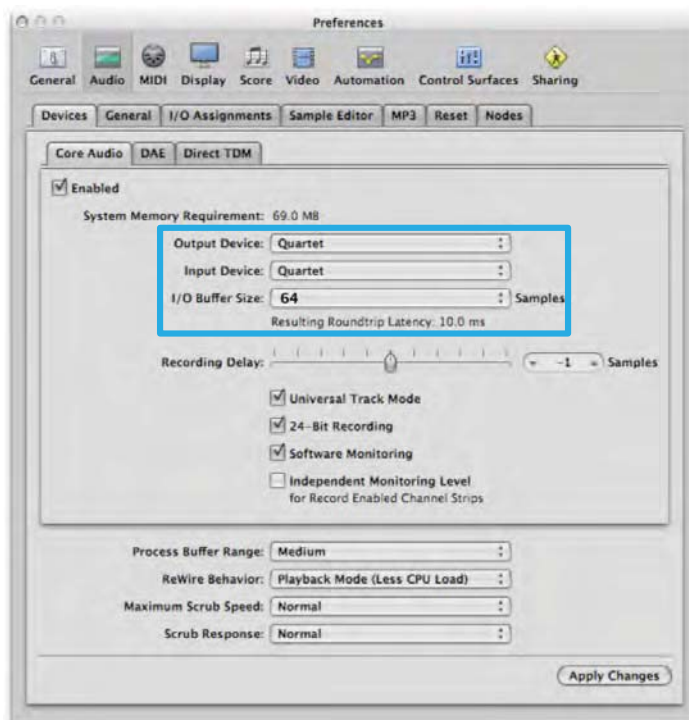 Preferences
General Audio MIDI Display Score Video Automation Control Surfaces Sharing
Devices General I/O Assignments Sample Editor MP3 Reset Nodes
Core Audio DAE Direct TDM
Enabled
System Memory Requirement: 69.0 MB
Output Device: Quartet
Input Device: Quartet
I/O Buffer Size: 64 Samples
Resulting Roundtrip Latency: 10.0 ms
Recording Delay: -1 Samples
Universal Track Mode
24-Bit Recording
Software Monitoring
Independent Monitoring Level
for Record Enabled Channel Strips
Process Buffer Range: Medium
ReWire Behavior: Playback Mode (Less CPU Load)
Maximum Scrub Speed: Normal
Scrub Response: Normal
Apply Changes